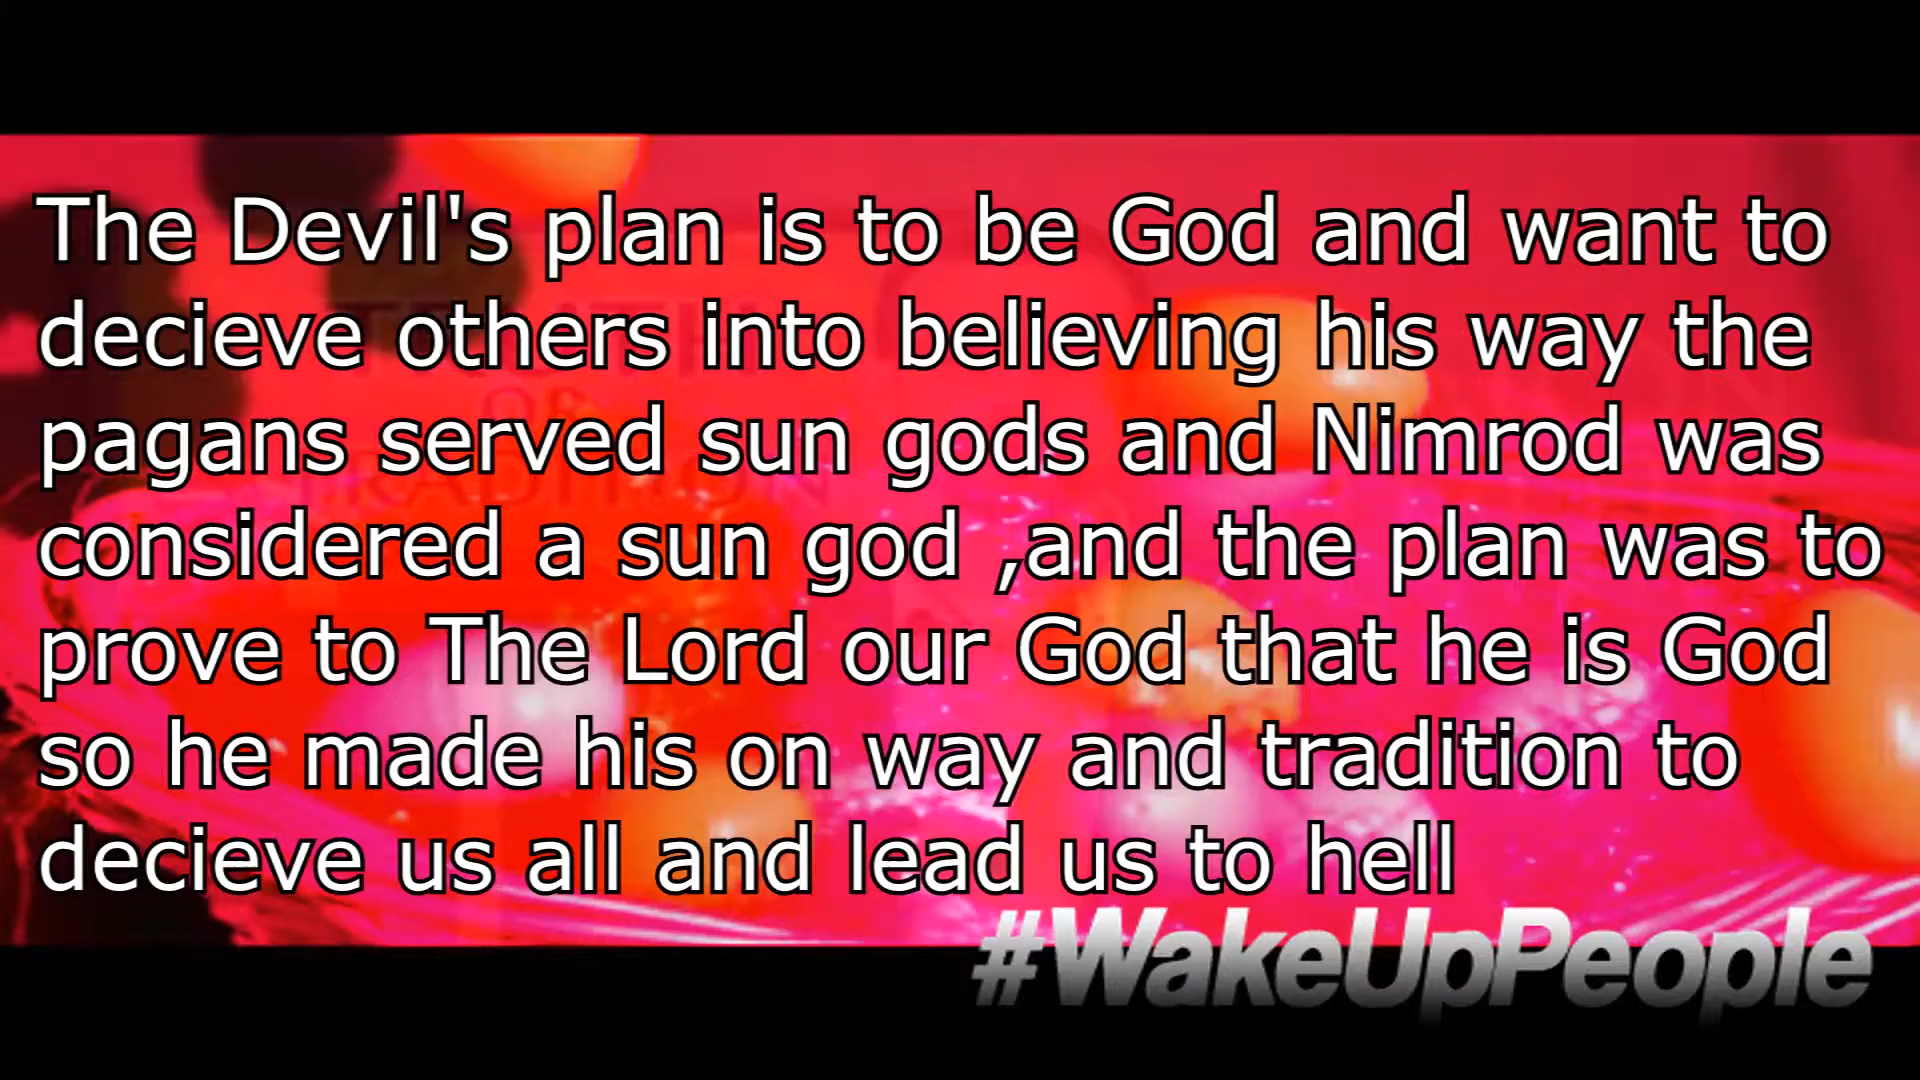 The Devil's plan is to be God and want to
decieve others into believing his way the
pagans served sun gods and Nimrod was
considered a sun god ,and the plan was to
prove to The Lord our God that he is God
so he made his on way and tradition to
decieve us all and lead us to hell
#WakeUpPeople
TRUTH
OR
TRADITION